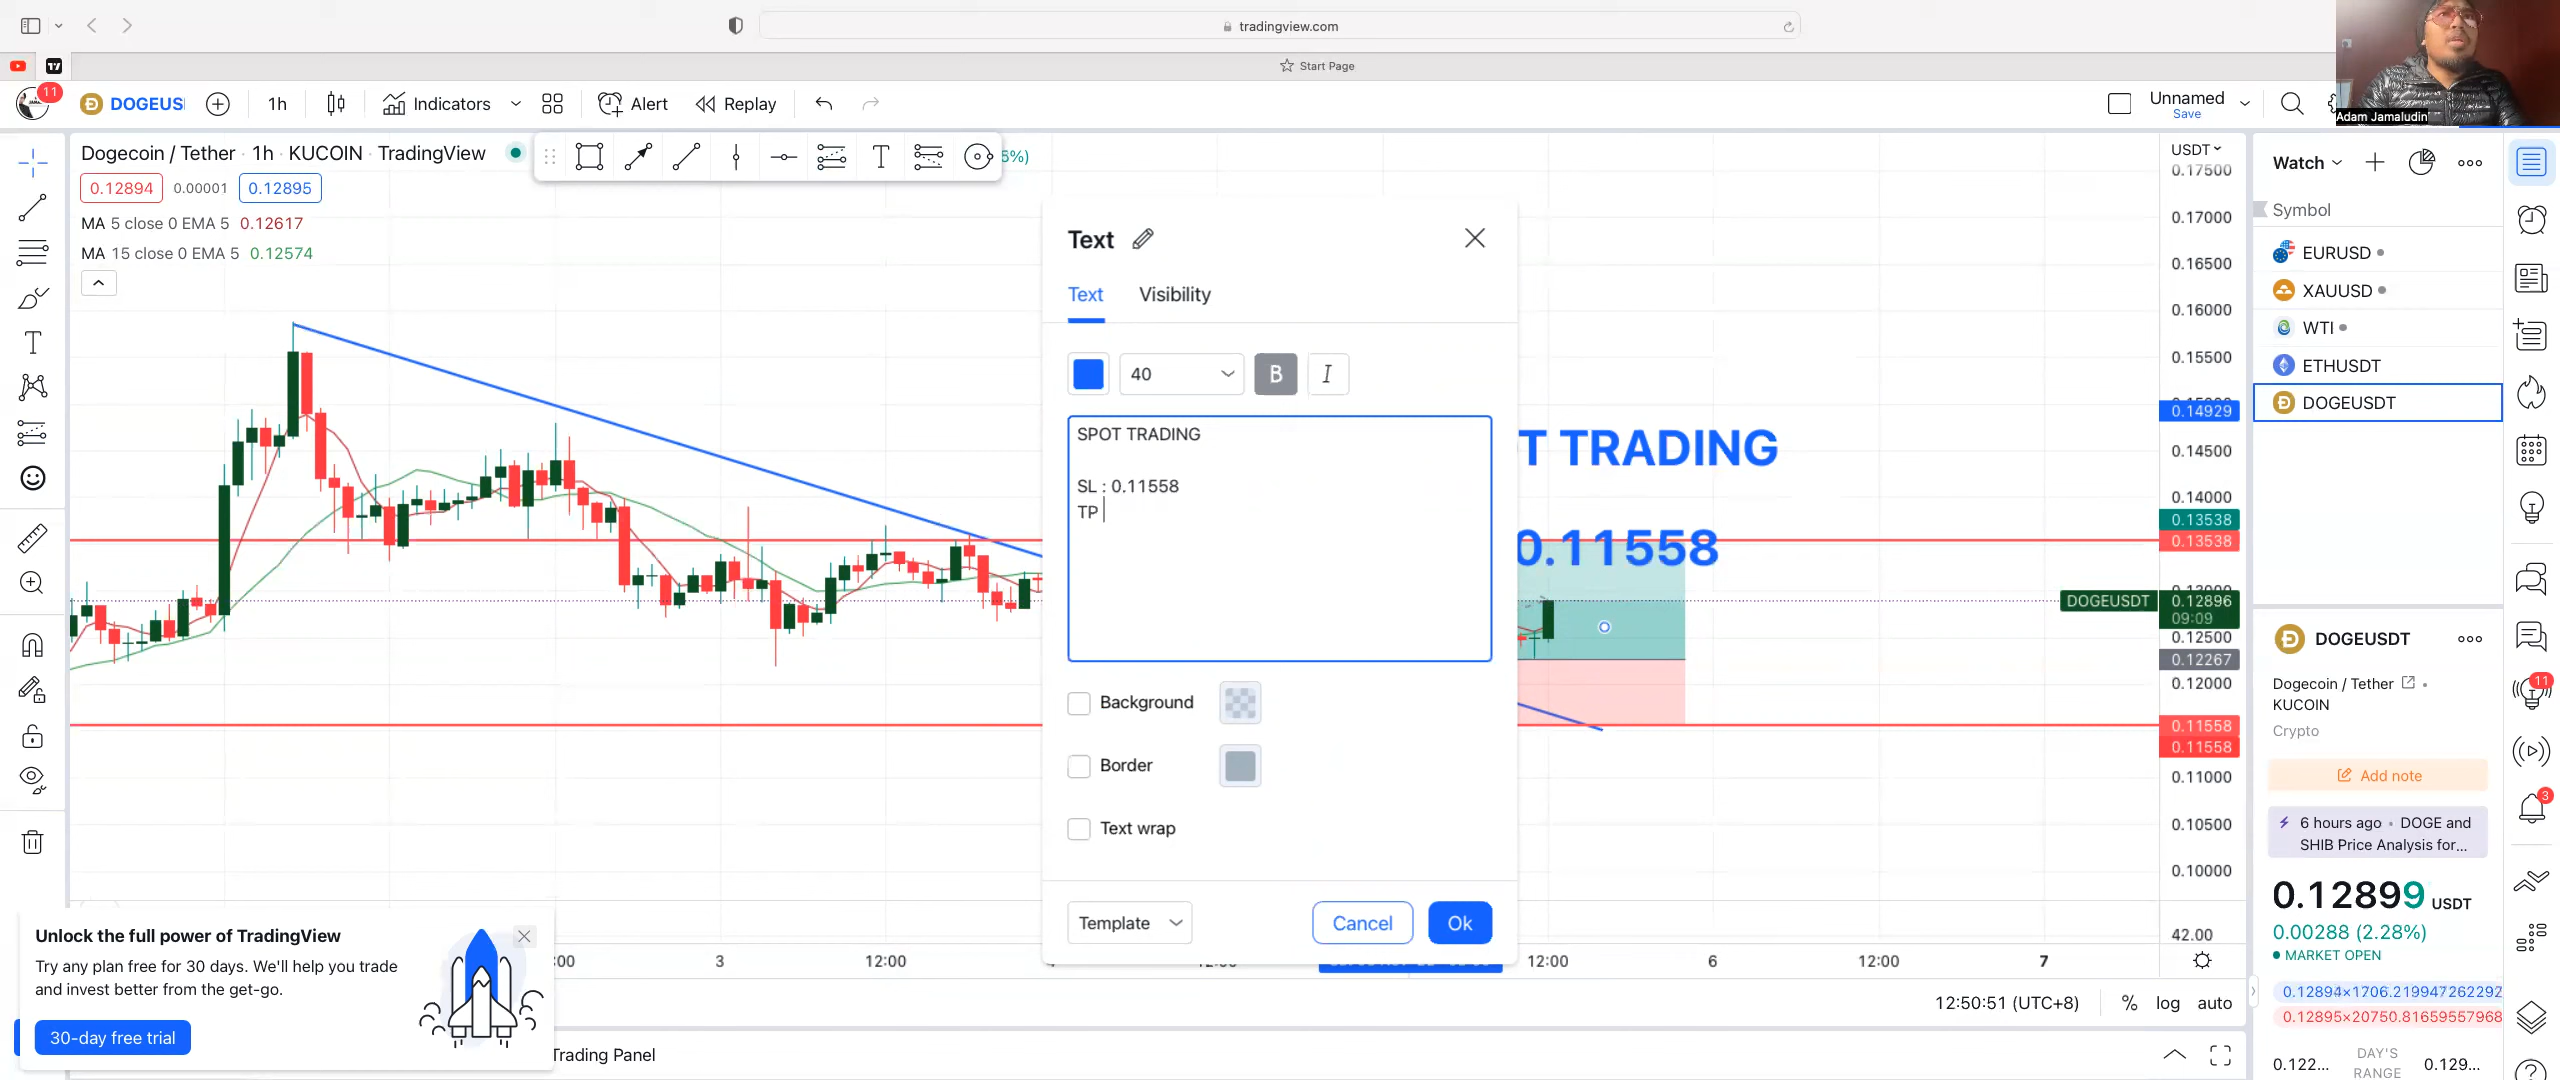 tradingview.com
Start Page
Adam Jamaludin
11
DOGEUS
1h
Indicators
Alert
Replay
Unnamed
Save
Dogecoin / Tether · 1h · KUCOIN · TradingView
5%)
0.12894
0.00001
0.12895
MA 5 close 0 EMA 5 0.12617
MA 15 close 0 EMA 5 0.12574
Text
Text
Visibility
40
B
I
SPOT TRADING
SL : 0.11558
TP
Background
Border
Text wrap
Template
Cancel
Ok
T TRADING
0.11558
USDT
0.17500
0.17000
0.16500
0.16000
0.15500
0.14929
0.14500
0.14000
0.13538
0.13538
DOGEUSDT
0.12896
09:09
0.12500
0.12267
0.12000
0.11558
0.11558
0.11000
0.10500
0.10000
42.00
:00
3
12:00
12:00
6
12:00
7
12:50:51 (UTC+8)
%
log
auto
Trading Panel
Unlock the full power of TradingView
Try any plan free for 30 days. We'll help you trade
and invest better from the get-go.
30-day free trial
Watch
Symbol
EURUSD
XAUUSD
WTI
ETHUSDT
DOGEUSDT
DOGEUSDT
Dogecoin / Tether
KUCOIN
Crypto
Add note
6 hours ago • DOGE and
SHIB Price Analysis for...
0.12899 USDT
0.00288 (2.28%)
MARKET OPEN
0.12894×1706.219947262292
0.12895×20750.81659557968
0.122...
DAY'S
RANGE
0.129...
11
3